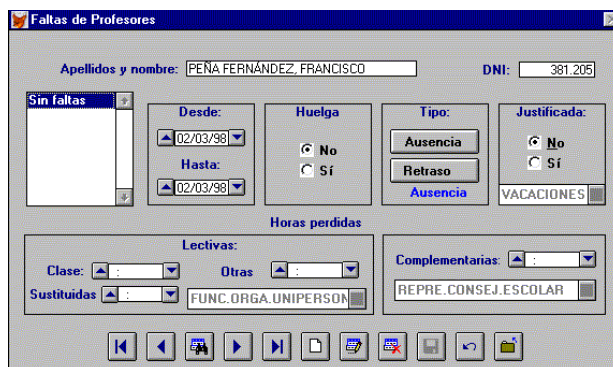 Faltas de Profesores
Apellidos y nombre: PEÑA FERNÁNDEZ, FRANCISCO DNI: 381.205
Sin faltas
Desde:
02/03/98
Hasta:
02/03/98
Huelga
No
Sí
Tipo:
Ausencia
Retraso
Ausencia
Justificada:
No
Sí
VACACIONES
Horas perdidas
Lectivas:
Clase: : Otras :
Sustituidas : FUNC.ORGA.UNIPERSON
Complementarias: :
REPRE.CONSEJ.ESCOLAR